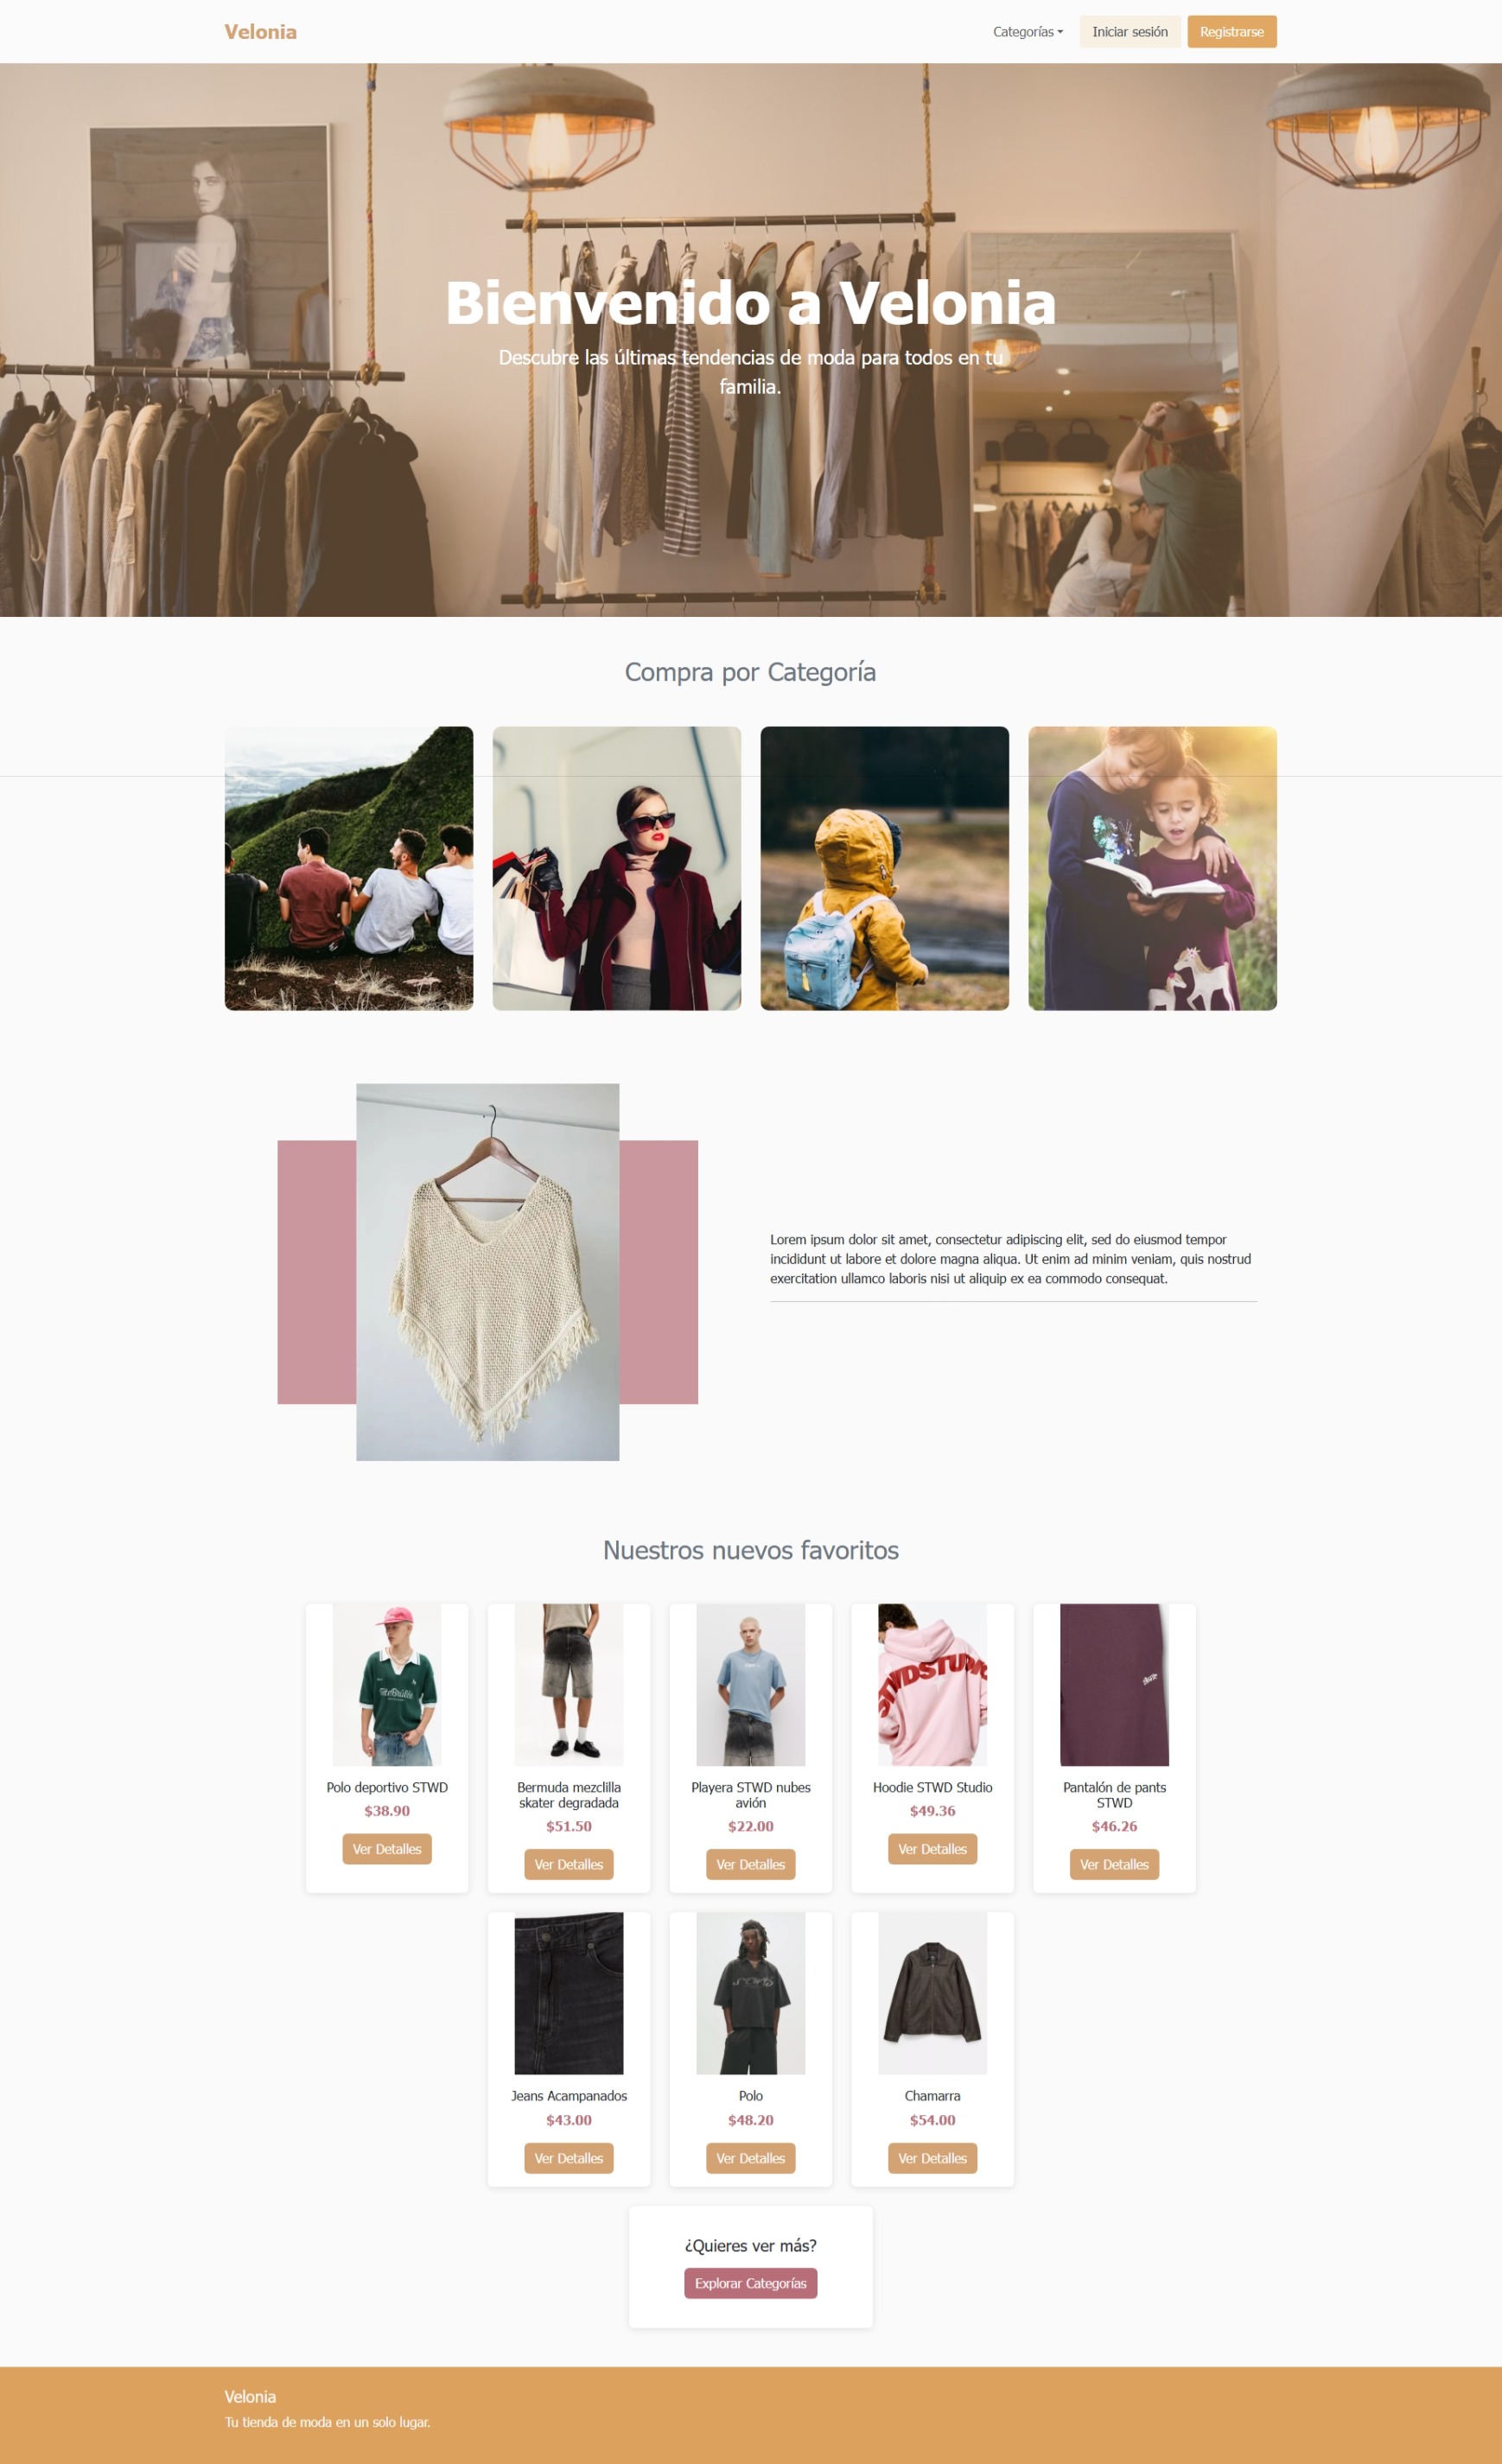 Velonia
Categorías
Iniciar sesión
Registrarse
Bienvenido a Velonia
Descubre las últimas tendencias de moda para todos en tu
familia.
Compra por Categoría
Lorem ipsum dolor sit amet, consectetur adipiscing elit, sed do eiusmod tempor
incididunt ut labore et dolore magna aliqua. Ut enim ad minim veniam, quis nostrud
exercitation ullamco laboris nisi ut aliquip ex ea commodo consequat.
Nuestros nuevos favoritos
Polo deportivo STWD
$38.90
Ver Detalles
Bermuda mezclilla
skater degradada
$51.50
Ver Detalles
Playera STWD nubes
avión
$22.00
Ver Detalles
Hoodie STWD Studio
$49.36
Ver Detalles
Pantalón de pants
STWD
$46.26
Ver Detalles
Jeans Acampanados
$43.00
Ver Detalles
Polo
$48.20
Ver Detalles
Chamarra
$54.00
Ver Detalles
¿Quieres ver más?
Explorar Categorías
Velonia
Tu tienda de moda en un solo lugar.